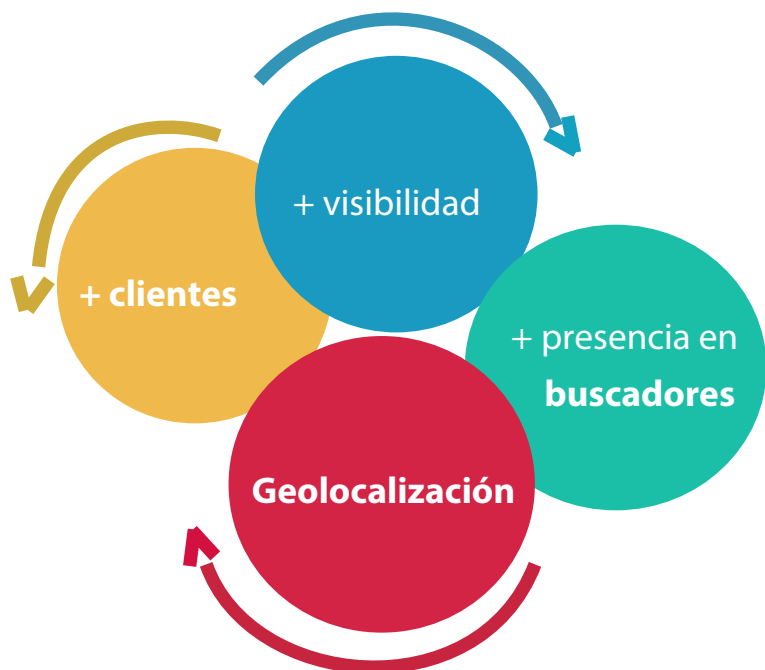 + visibilidad
+ clientes
+ presencia en
buscadores
Geolocalización